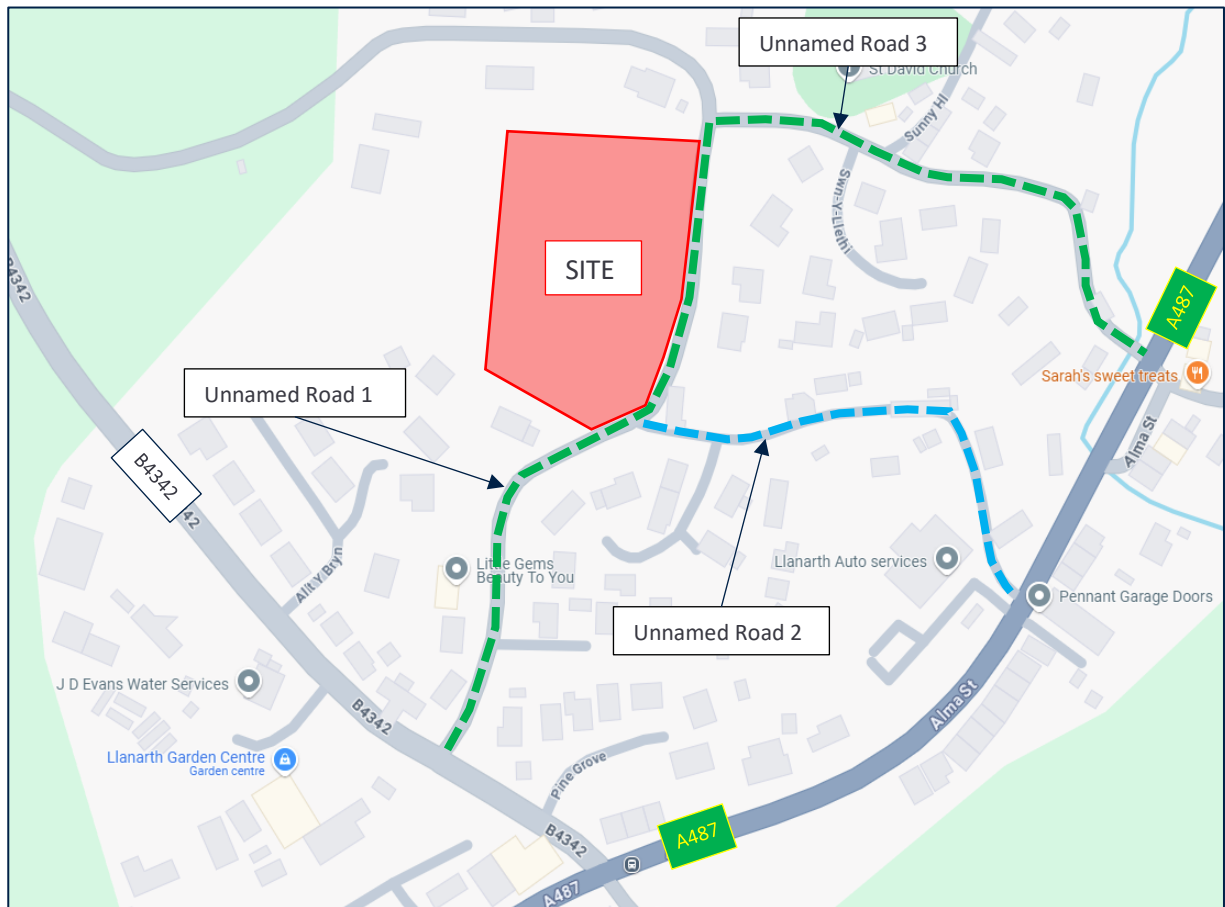 Unnamed Road 3
St David Church
Sunny Hl
Swn-Y-Lleihi
SITE
A487
B4342
Sarah's sweet treats
Unnamed Road 1
Alma St
B4342
42
Allt Y Bryn
Little Gems
Beauty To You
Llanarth Auto services
Pennant Garage Doors
Unnamed Road 2
J D Evans Water Services
B4342
Alma St
Llanarth Garden Centre
Garden centre
Pine Grove
B4342
A487
A487